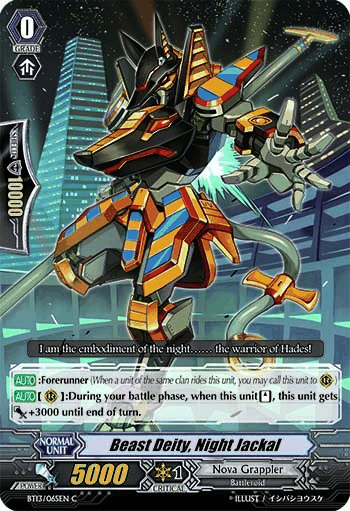 0
GRADE
SHIELD
10000
I am the embodiment of the night...... the warrior of Hades!
AUTO :Forerunner (When a unit of the same clan rides this unit, you may call this unit to R)
AUTO [ R ]:During your battle phase, when this unit[ ], this unit gets
+3000 until end of turn.
NORMAL
UNIT
Beast Deity, Night Jackal
POWER
5000
1
CRITICAL
Nova Grappler
Battleroid
BT13/065EN C
ILLUST / イシバシヨウスケ